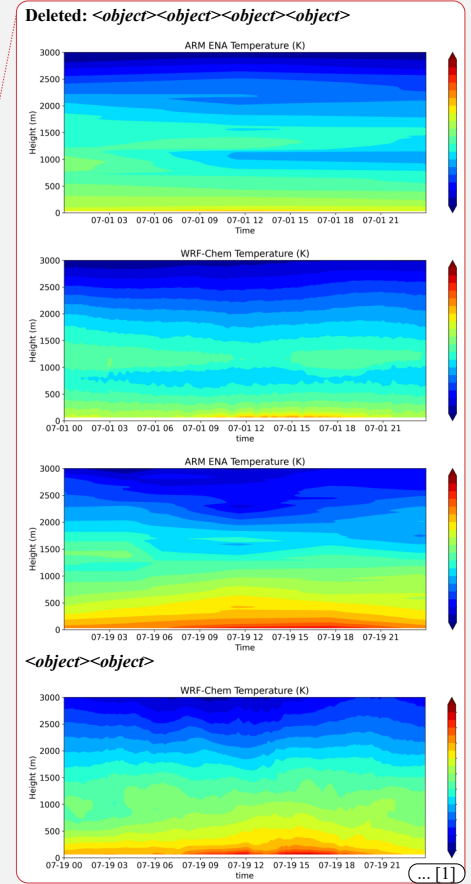 Deleted: <object><object><object><object>
ARM ENA Temperature (K)
3000
2500
2000
1500
1000
500
0
Height (m)
07-01 03 07-01 06 07-01 09 07-01 12 07-01 15 07-01 18 07-01 21
Time
WRF-Chem Temperature (K)
3000
2500
2000
1500
1000
500
0
Height (m)
07-01 00 07-01 03 07-01 06 07-01 09 07-01 12 07-01 15 07-01 18 07-01 21
time
ARM ENA Temperature (K)
3000
2500
2000
1500
1000
500
0
Height (m)
07-19 03 07-19 06 07-19 09 07-19 12 07-19 15 07-19 18 07-19 21
Time
<object><object>
WRF-Chem Temperature (K)
3000
2500
2000
1500
1000
500
0
Height (m)
07-19 00 07-19 03 07-19 06 07-19 09 07-19 12 07-19 15 07-19 18 07-19 21
time
... [1]